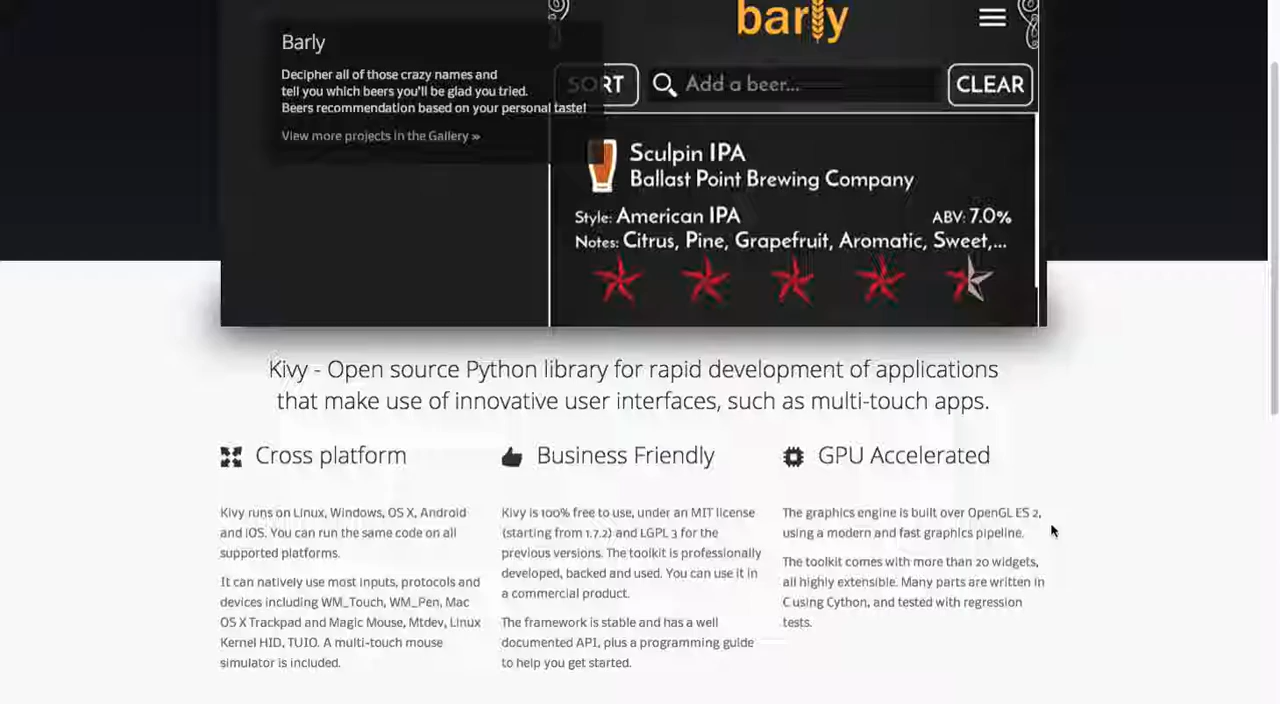 barly
Barly
Decipher all of those crazy names and
tell you which beers you'll be glad you tried.
Beers recommendation based on your personal taste!
View more projects in the Gallery »
SORT
Add a beer...
CLEAR
Sculpin IPA
Ballast Point Brewing Company
Style: American IPA
ABV: 7.0%
Notes: Citrus, Pine, Grapefruit, Aromatic, Sweet,...
Kivy - Open source Python library for rapid development of applications
that make use of innovative user interfaces, such as multi-touch apps.
Cross platform
Kivy runs on Linux, Windows, OS X, Android
and iOS. You can run the same code on all
supported platforms.
It can natively use most inputs, protocols and
devices including WM_Touch, WM_Pen, Mac
OS X Trackpad and Magic Mouse, Mtdev, Linux
Kernel HID, TUIO. A multi-touch mouse
simulator is included.
Business Friendly
Kivy is 100% free to use, under an MIT license
(starting from 1.7.2) and LGPL 3 for the
previous versions. The toolkit is professionally
developed, backed and used. You can use it in
a commercial product.
The framework is stable and has a well
documented API, plus a programming guide
to help you get started.
GPU Accelerated
The graphics engine is built over OpenGL ES 2,
using a modern and fast graphics pipeline.
The toolkit comes with more than 20 widgets,
all highly extensible. Many parts are written in
C using Cython, and tested with regression
tests.